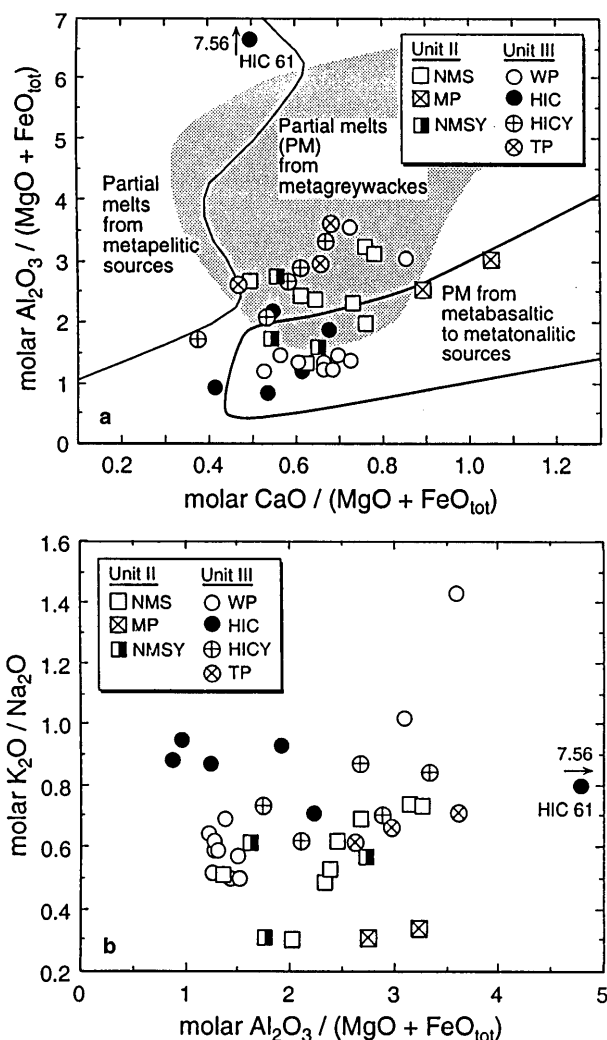 molar Al₂O₃ / (MgO + FeO_tot)
7
6
5
4
3
2
1
0
7.56
HIC 61
Partial melts
(PM)
from
metagreywackes
Partial
melts
from
metapelitic
sources
PM from
metabasaltic
to metatonalitic
sources
Unit II Unit III
NMS WP
MP HIC
NMSY HICY
TP
a
0.2 0.4 0.6 0.8 1.0 1.2
molar CaO / (MgO + FeO_tot)
molar K₂O / Na₂O
1.6
1.4
1.2
1.0
0.8
0.6
0.4
0.2
Unit II Unit III
NMS WP
MP HIC
NMSY HICY
TP
7.56
HIC 61
b
0 1 2 3 4 5
molar Al₂O₃ / (MgO + FeO_tot)